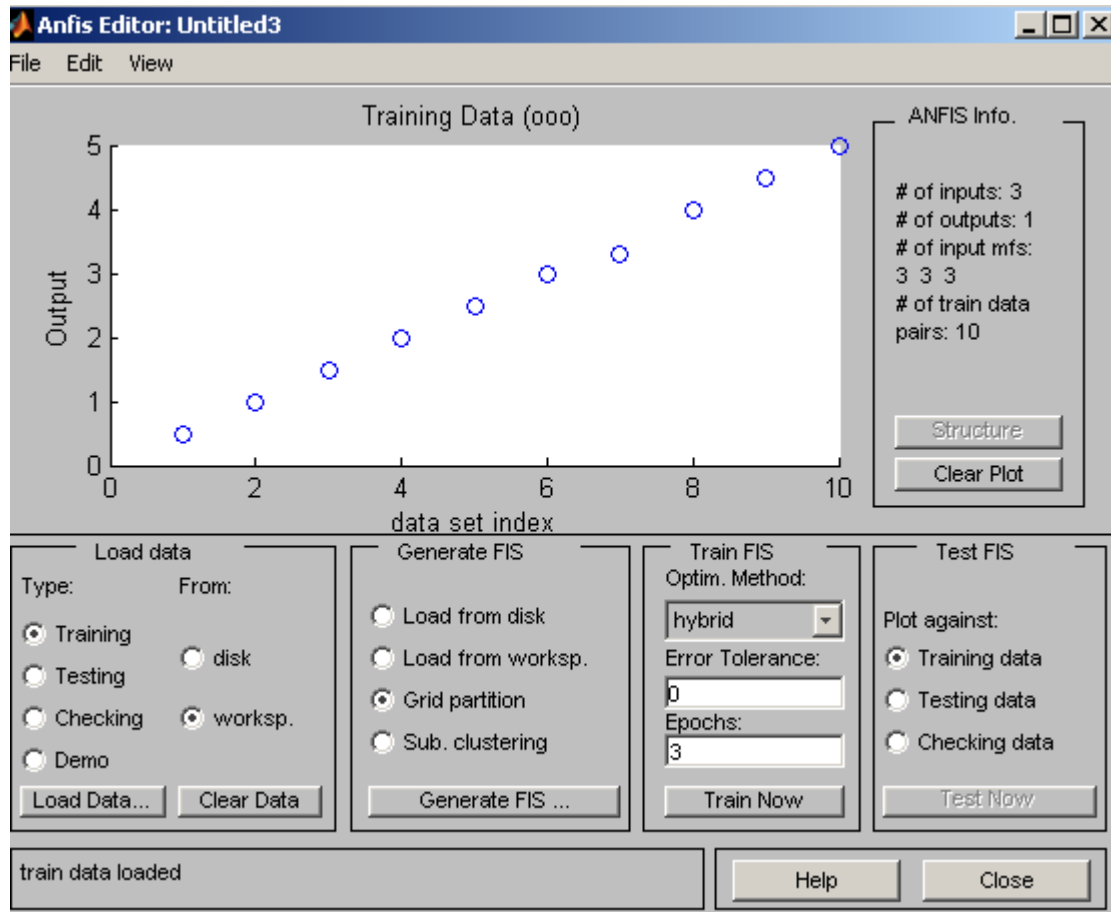 Anfis Editor: Untitled3
File Edit View
Training Data (ooo)
5
4
3
2
1
0
Output
0 2 4 6 8 10
data set index
ANFIS Info.
# of inputs: 3
# of outputs: 1
# of input mfs:
3 3 3
# of train data
pairs: 10
Structure
Clear Plot
Load data
Type: From:
Training
disk
Testing
Checking
worksp.
Demo
Load Data... Clear Data
Generate FIS
Load from disk
Load from worksp.
Grid partition
Sub. clustering
Generate FIS ...
Train FIS
Optim. Method:
hybrid
Error Tolerance:
0
Epochs:
3
Train Now
Test FIS
Plot against:
Training data
Testing data
Checking data
Test Now
train data loaded
Help Close